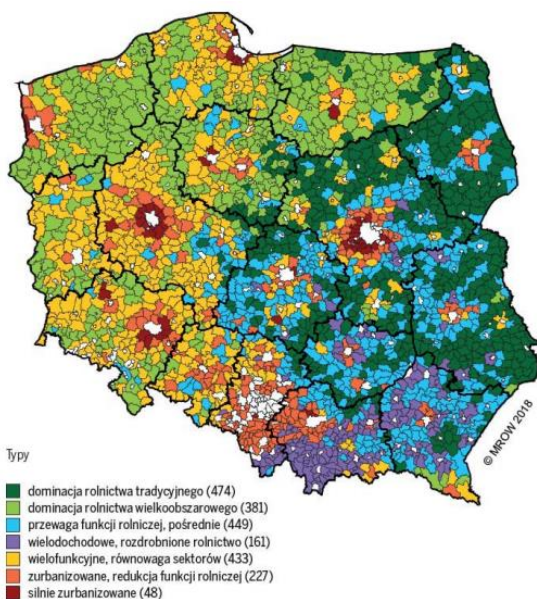 © MROW 2018
Typy
dominacja rolnictwa tradycyjnego (474)
dominacja rolnictwa wielkoobszarowego (381)
przewaga funkcji rolniczej, pośrednie (449)
wielodochodowe, rozdrobnione rolnictwo (161)
wielofunkcyjne, równowaga sektorów (433)
zurbanizowane, redukcja funkcji rolniczej (227)
silnie zurbanizowane (48)